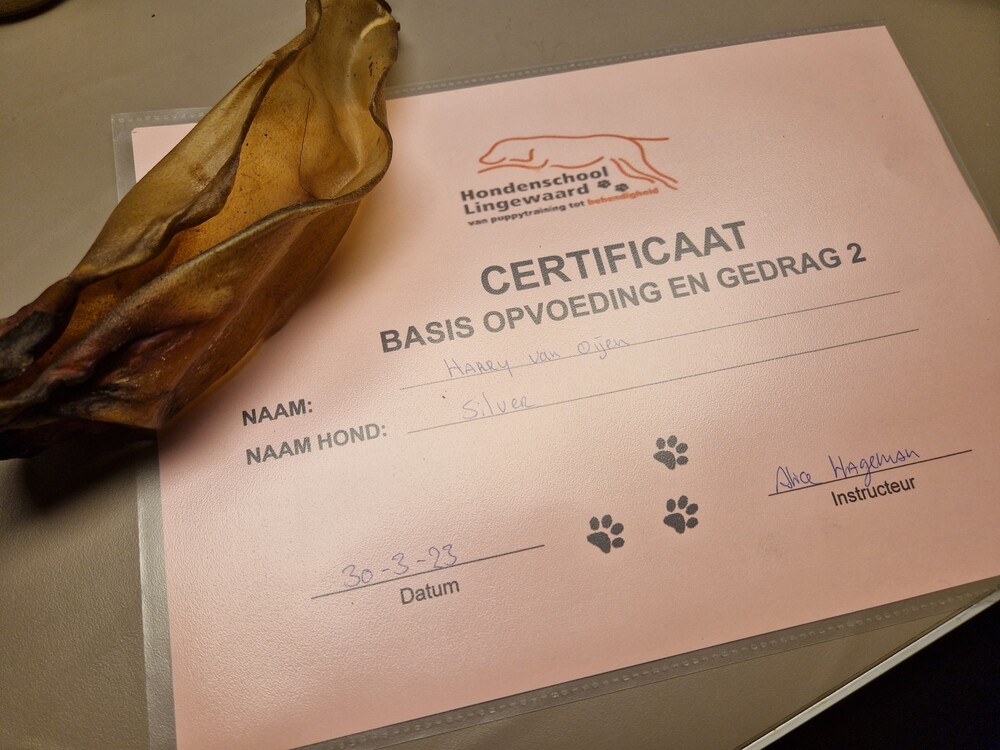 Hondenschool
Lingewaard
van puppytraining tot behendigheid
CERTIFICAAT
BASIS OPVOEDING EN GEDRAG 2
NAAM: Harry van Oijen
NAAM HOND: Silver
30-3-23
Datum
Alice Hageman
Instructeur